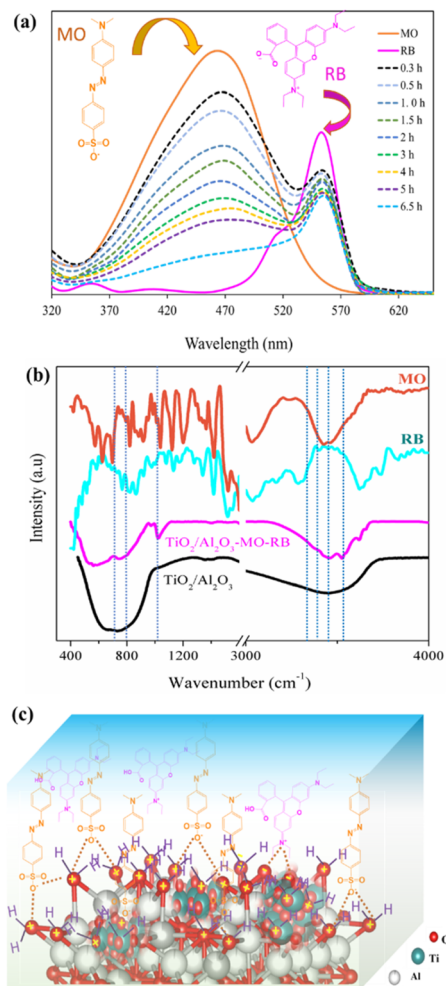 (a)
MO
RB
N
N
N
O=S=O
O⁻
O
O
N
N⁺
MO
RB
0.3 h
0.5 h
1. 0 h
1.5 h
2 h
3 h
4 h
5 h
6.5 h
320 370 420 470 520 570 620
Wavelength (nm)
(b)
Intensity (a.u)
MO
RB
TiO₂/Al₂O₃-MO-RB
TiO₂/Al₂O₃
400 800 1200 3000 4000
Wavenumber (cm⁻¹)
(c)
O
Ti
Al